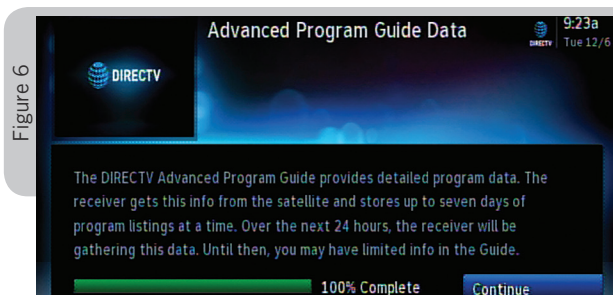 Figure 6
Advanced Program Guide Data
9:23a
DIRECTV
Tue 12/6
DIRECTV
The DIRECTV Advanced Program Guide provides detailed program data. The
receiver gets this info from the satellite and stores up to seven days of
program listings at a time. Over the next 24 hours, the receiver will be
gathering this data. Until then, you may have limited info in the Guide.
100% Complete
Continue